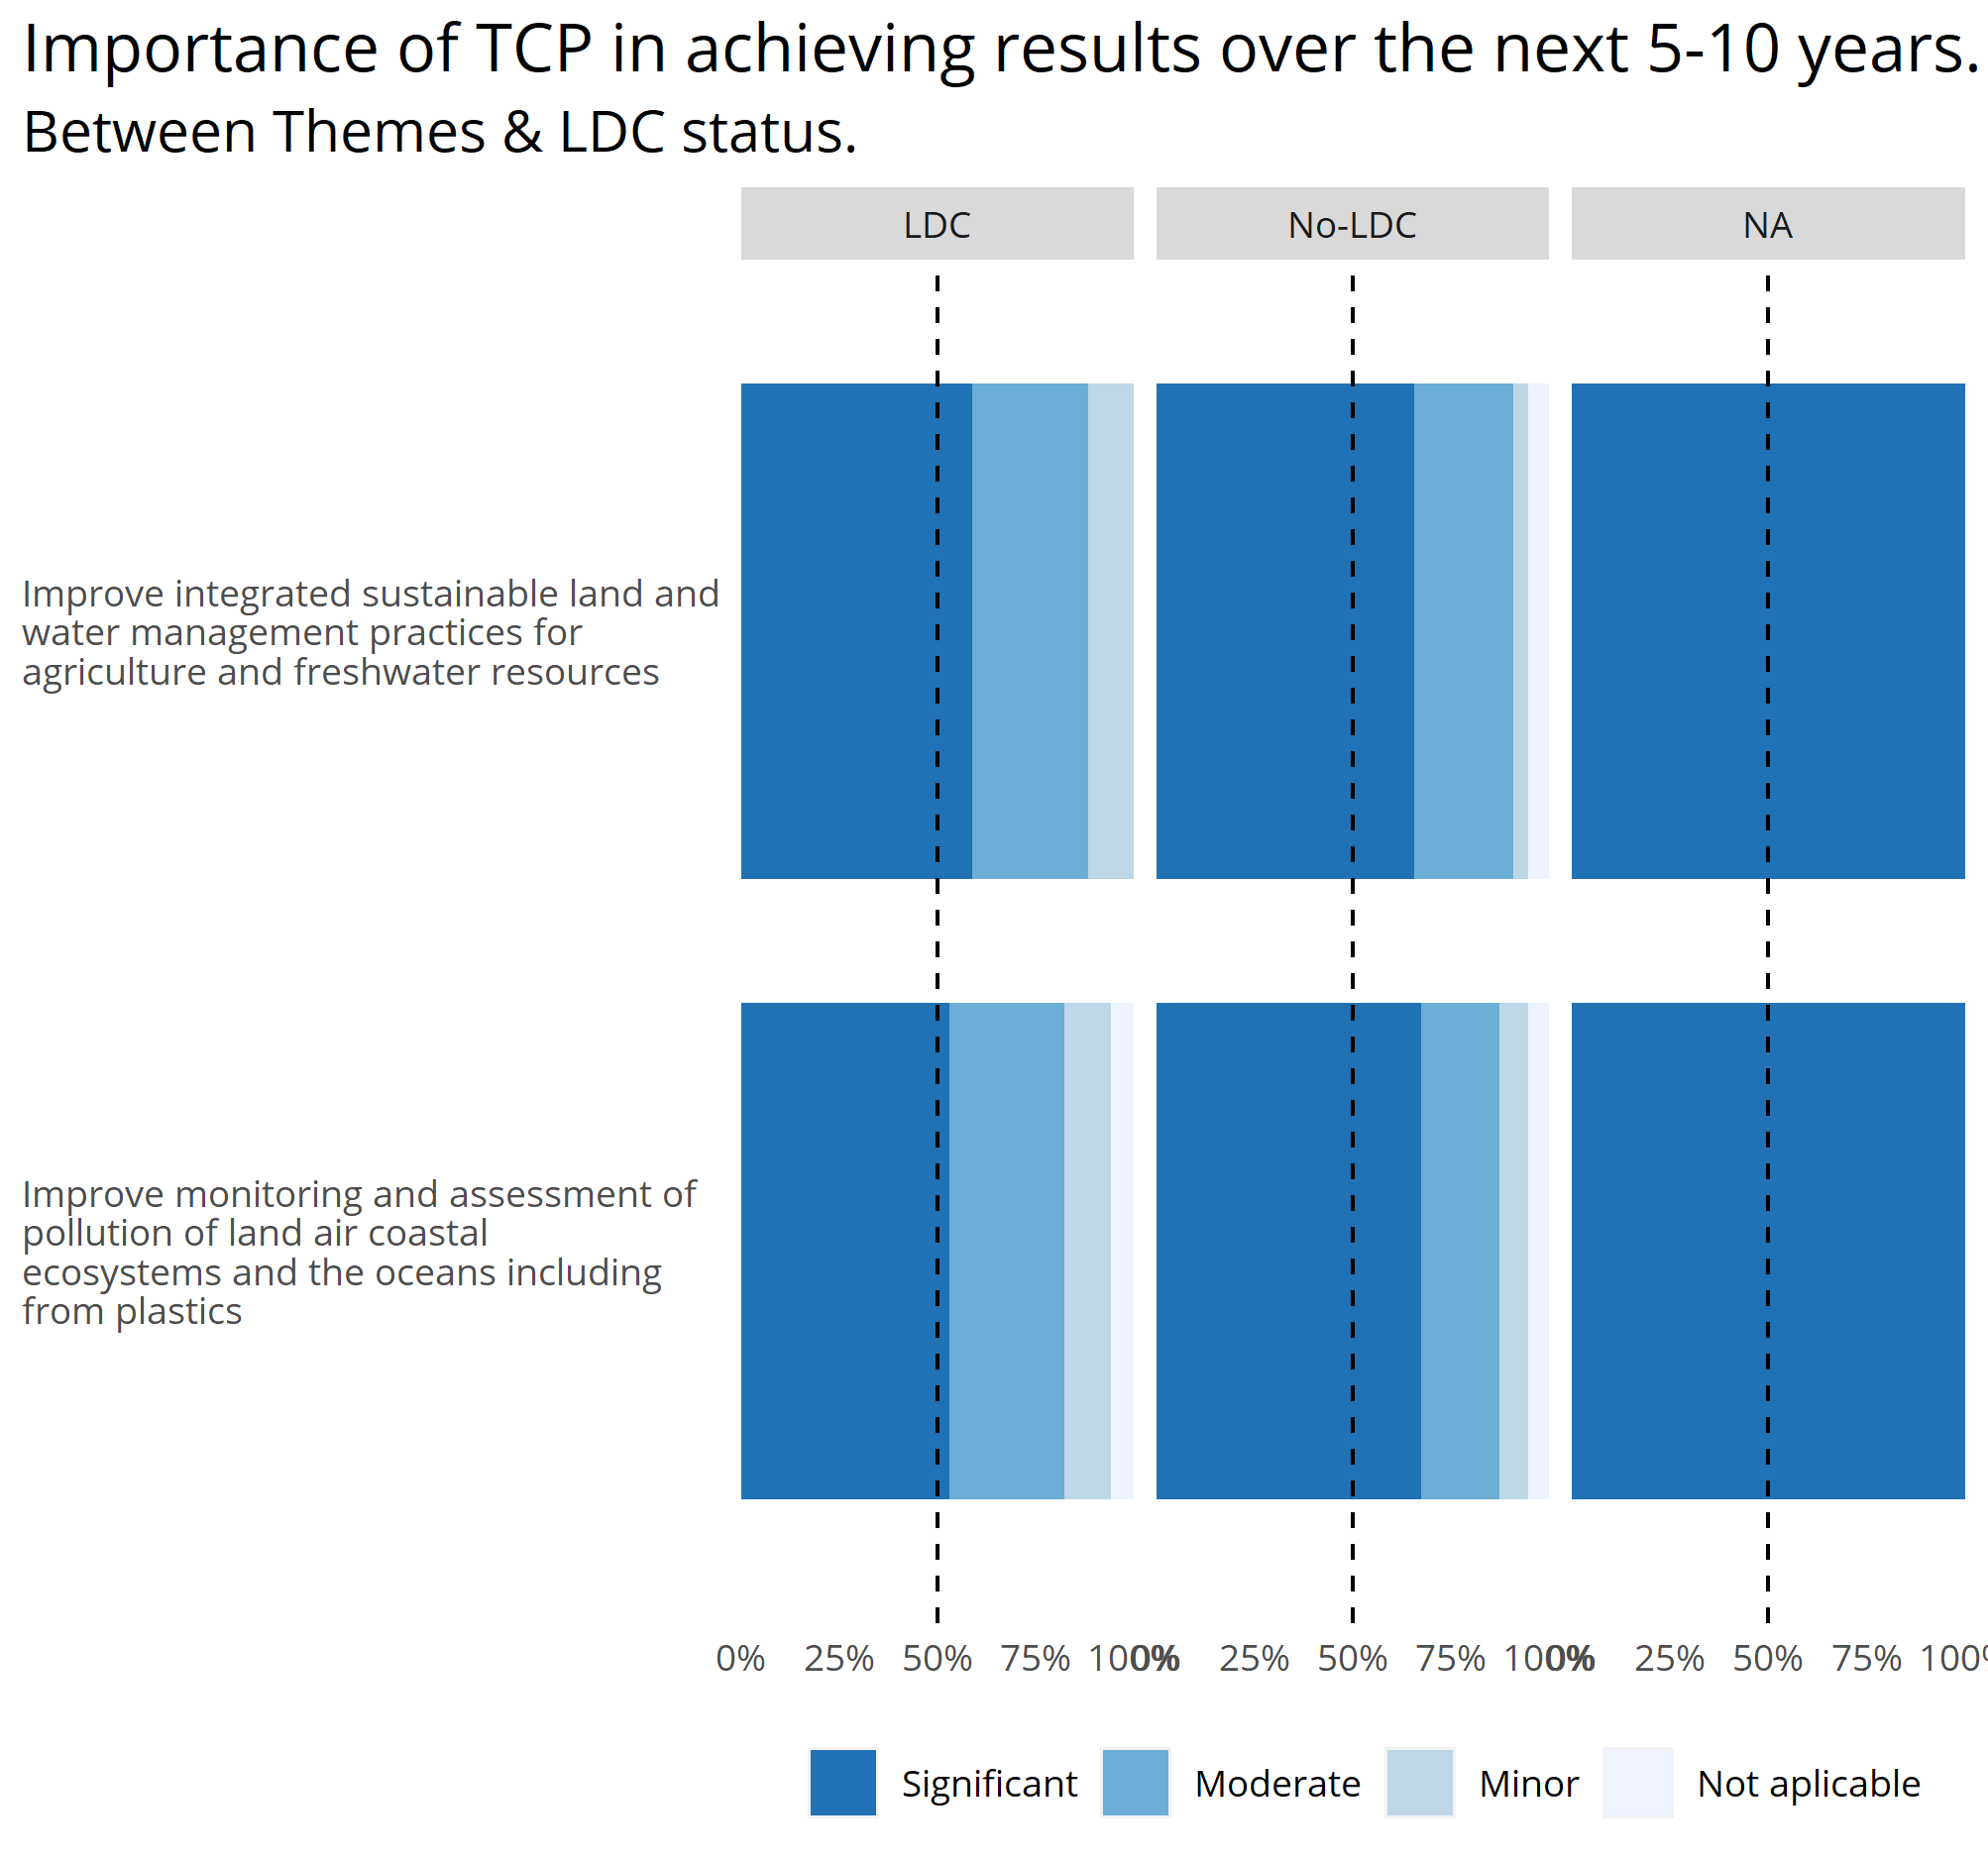 Importance of TCP in achieving results over the next 5-10 years.
Between Themes & LDC status.
LDC
No-LDC
NA
Improve integrated sustainable land and
water management practices for
agriculture and freshwater resources
Improve monitoring and assessment of
pollution of land air coastal
ecosystems and the oceans including
from plastics
0% 25% 50% 75% 100% 0% 25% 50% 75% 100% 0% 25% 50% 75% 100%
Significant Moderate Minor Not aplicable